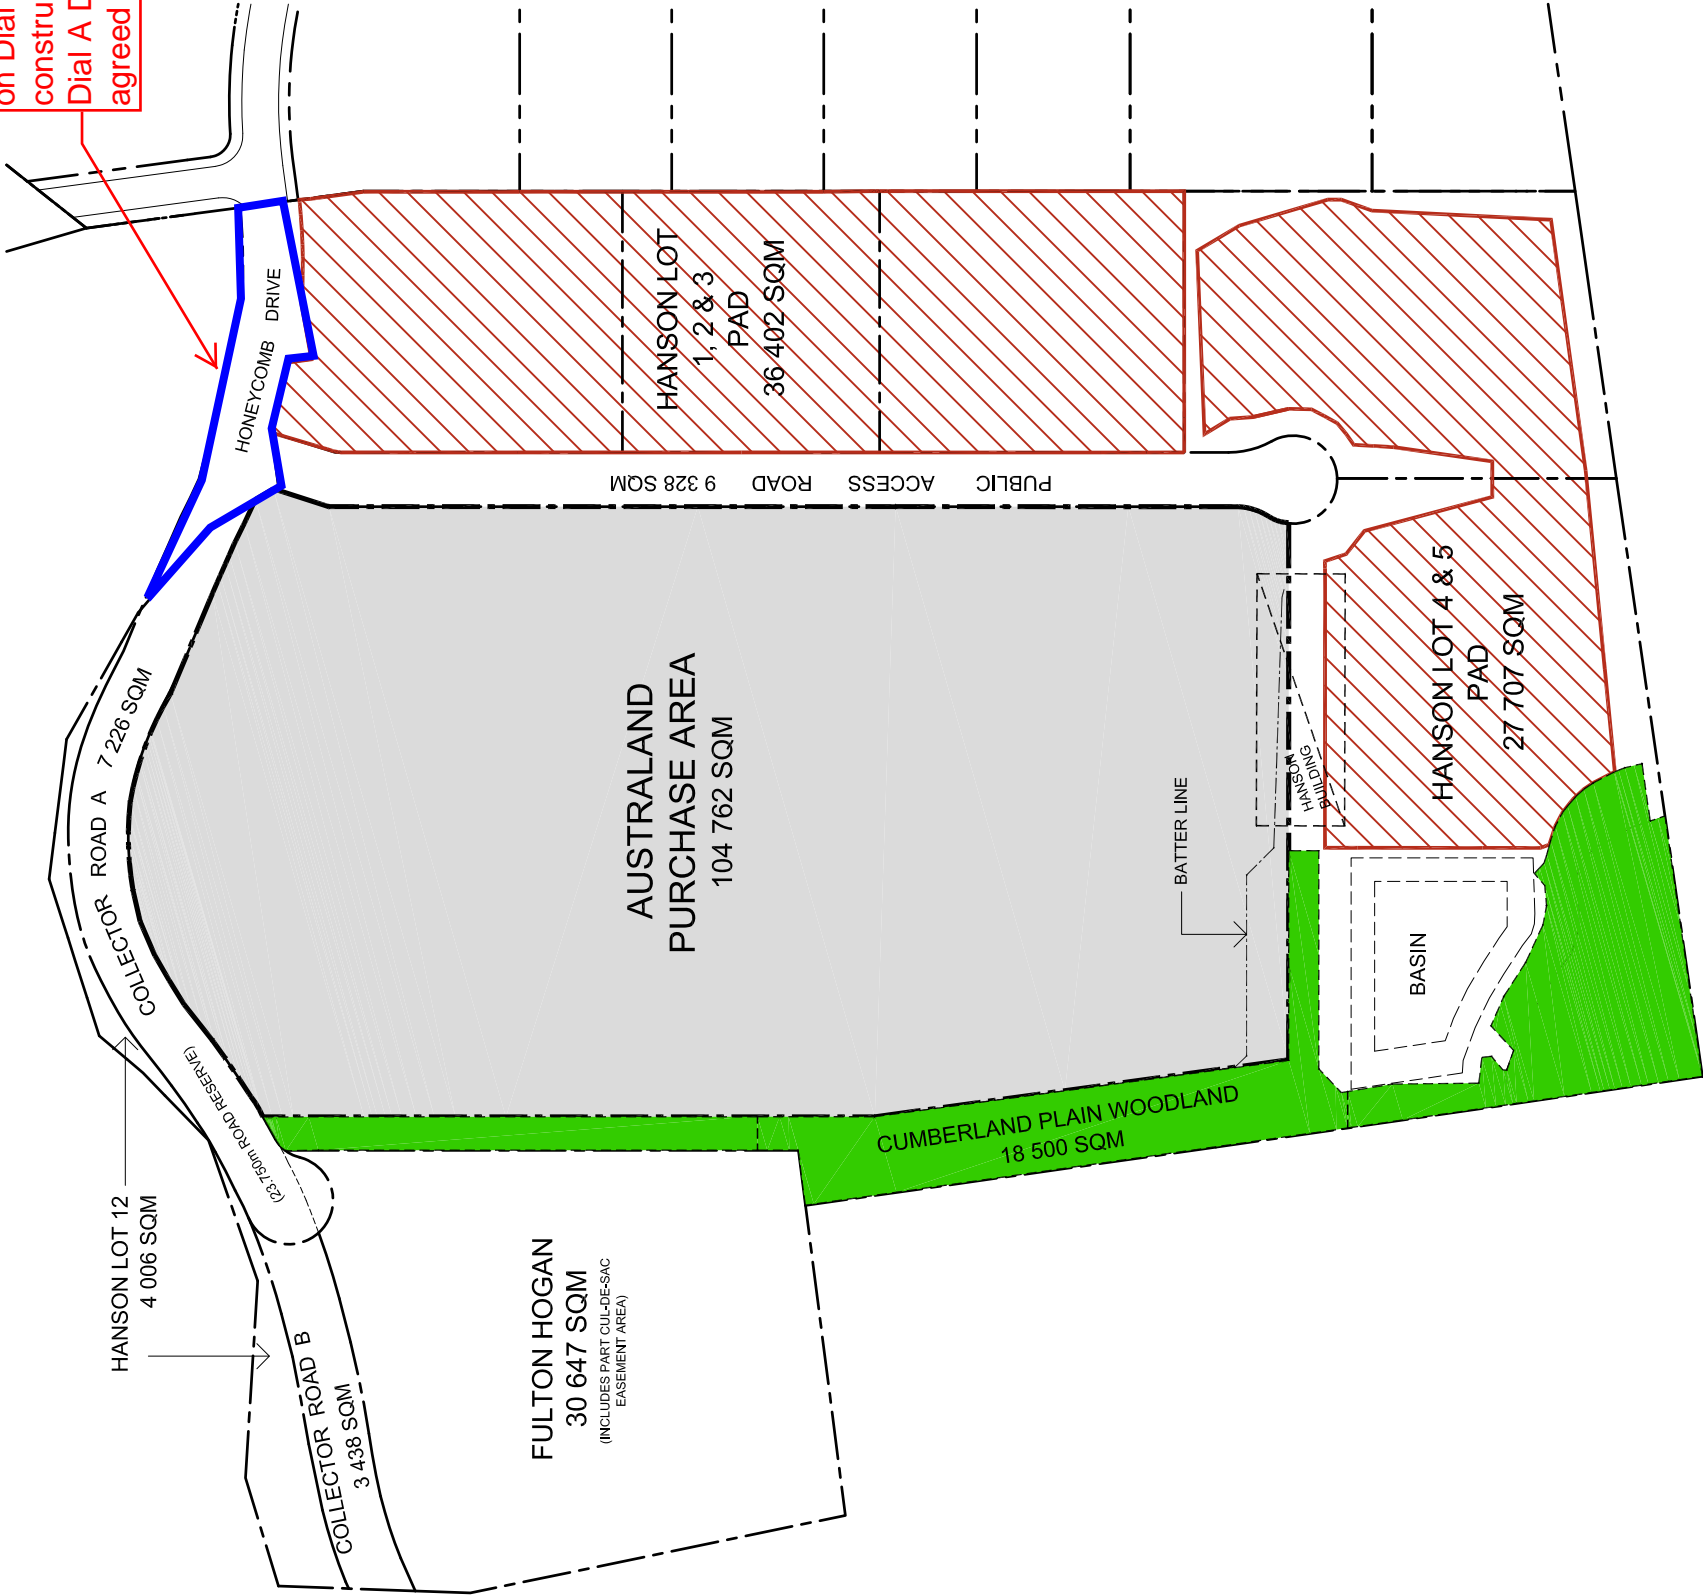 on Dial
constru
Dial A D
agreed
HONEYCOMB DRIVE
HANSON LOT
1, 2 & 3
PAD
36 402 SQM
PUBLIC ACCESS ROAD 9 328 SQM
COLLECTOR ROAD A 7 226 SQM
(23.750m ROAD RESERVE)
AUSTRALAND
PURCHASE AREA
104 762 SQM
HANSON LOT 4 & 5
PAD
27 707 SQM
HANSON
BUILDING
BATTER LINE
BASIN
CUMBERLAND PLAIN WOODLAND
18 500 SQM
HANSON LOT 12
4 006 SQM
COLLECTOR ROAD B
3 438 SQM
FULTON HOGAN
30 647 SQM
(INCLUDES PART CUL-DE-SAC
EASEMENT AREA)